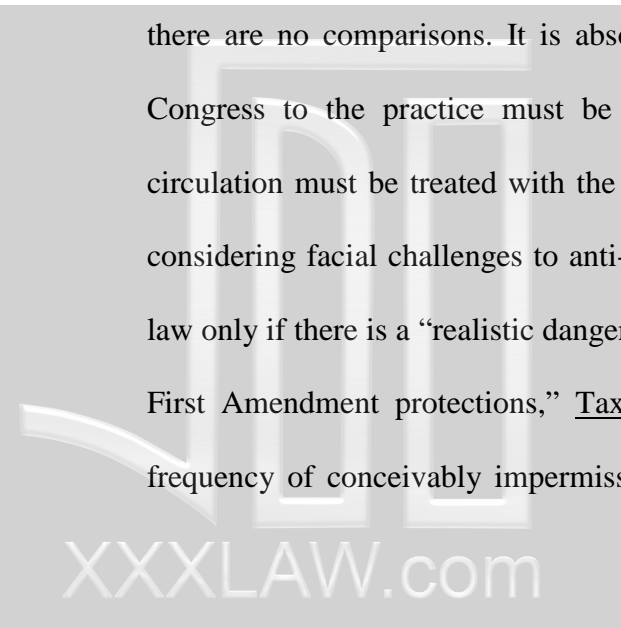 there are no comparisons. It is abso
Congress to the practice must be
circulation must be treated with the
considering facial challenges to anti-
law only if there is a “realistic danger
First Amendment protections,” Tax
frequency of conceivably impermiss
XXXLAW.com